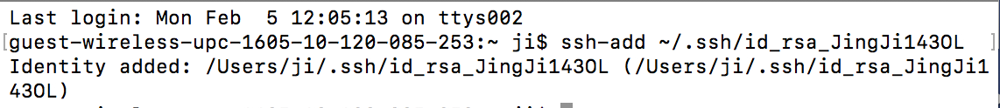 Last login: Mon Feb  5 12:05:13 on ttys002
[guest-wireless-upc-1605-10-120-085-253:~ ji$ ssh-add ~/.ssh/id_rsa_JingJi143OL ]
Identity added: /Users/ji/.ssh/id_rsa_JingJi143OL (/Users/ji/.ssh/id_rsa_JingJi1
43OL)